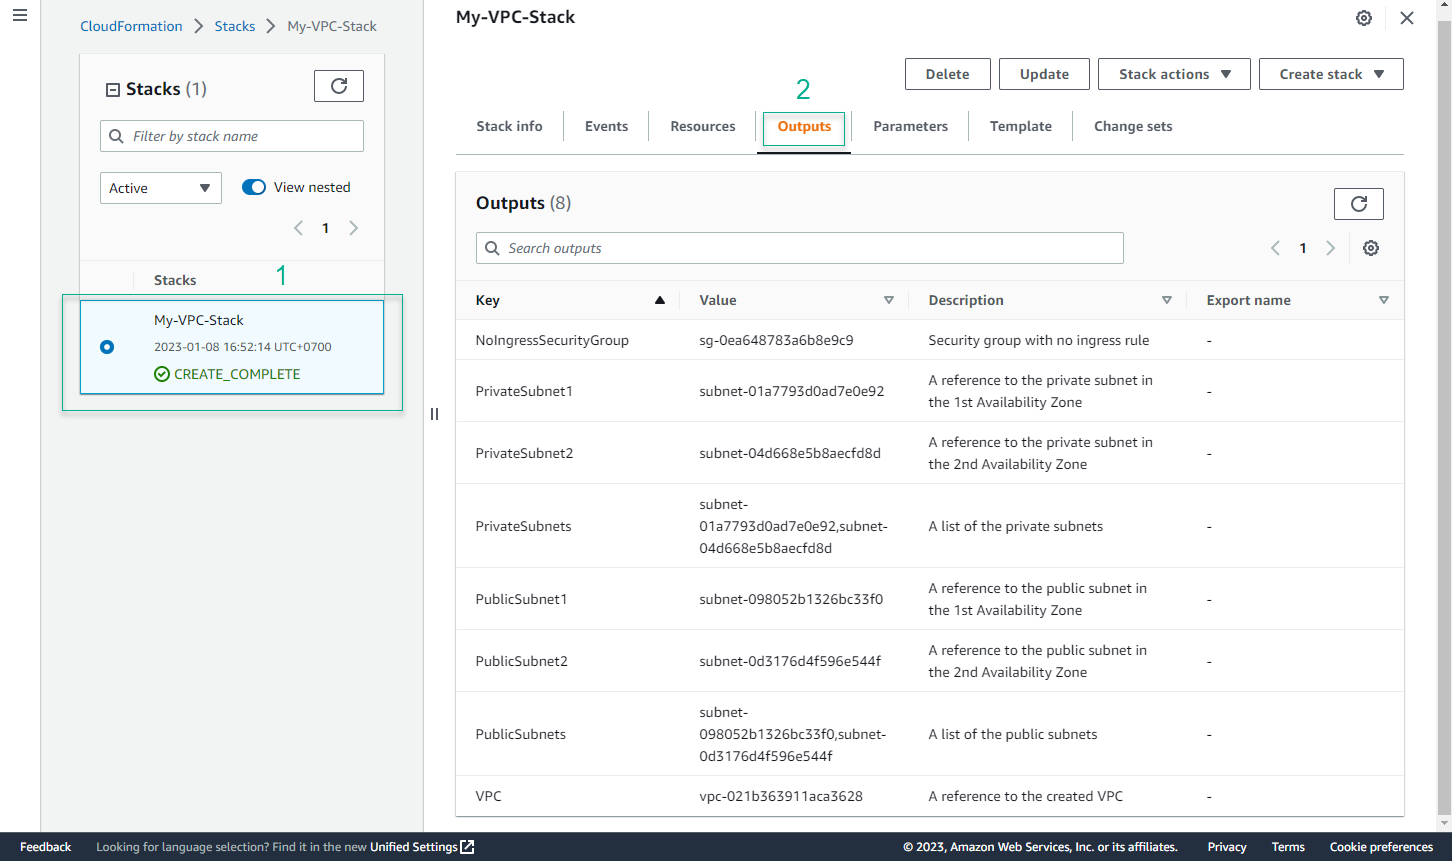 CloudFormation > Stacks > My-VPC-Stack
Stacks (1)
Filter by stack name
Active
View nested
1
Stacks
1
My-VPC-Stack
2023-01-08 16:52:14 UTC+0700
CREATE_COMPLETE
My-VPC-Stack
Delete Update Stack actions Create stack
2
Stack info Events Resources Outputs Parameters Template Change sets
Outputs (8)
Search outputs
1
Key Value Description Export name
NoIngressSecurityGroup sg-0ea648783a6b8e9c9 Security group with no ingress rule -
PrivateSubnet1 subnet-01a7793d0ad7e0e92 A reference to the private subnet in
the 1st Availability Zone -
PrivateSubnet2 subnet-04d668e5b8aecfd8d A reference to the private subnet in
the 2nd Availability Zone -
PrivateSubnets subnet-
01a7793d0ad7e0e92,subnet-
04d668e5b8aecfd8d A list of the private subnets -
PublicSubnet1 subnet-098052b1326bc33f0 A reference to the public subnet in
the 1st Availability Zone -
PublicSubnet2 subnet-0d3176d4f596e544f A reference to the public subnet in
the 2nd Availability Zone -
PublicSubnets subnet-
098052b1326bc33f0,subnet-
0d3176d4f596e544f A list of the public subnets -
VPC vpc-021b363911aca3628 A reference to the created VPC -
Feedback Looking for language selection? Find it in the new Unified Settings © 2023, Amazon Web Services, Inc. or its affiliates. Privacy Terms Cookie preferences